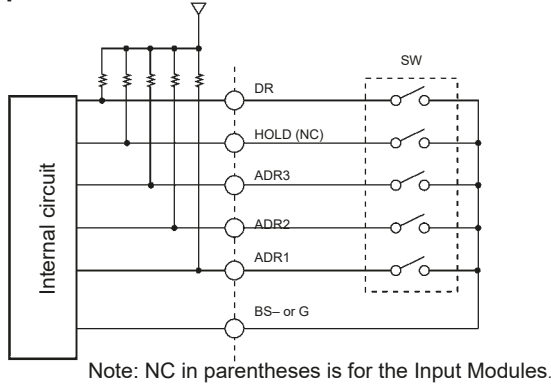 SW
DR
HOLD (NC)
ADR3
ADR2
ADR1
BS– or G
Internal circuit
Note: NC in parentheses is for the Input Modules.